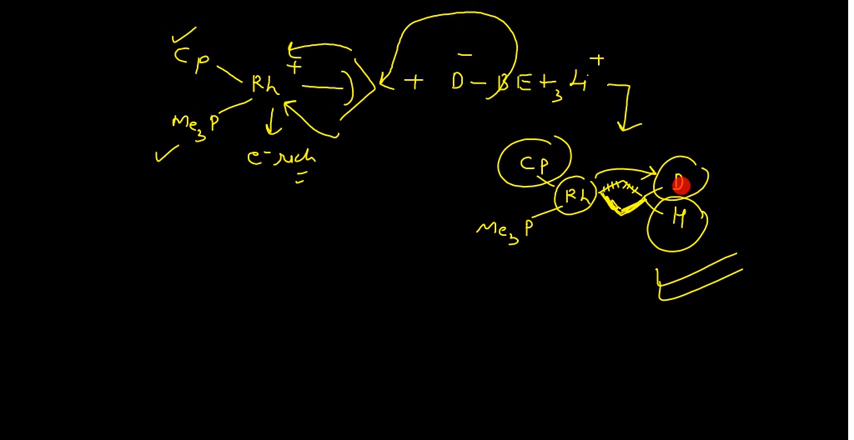 Cp
Rh +
Me3P
e- rich
+ D - BEt3 Li+
Cp
Rh
D
H
Me3P